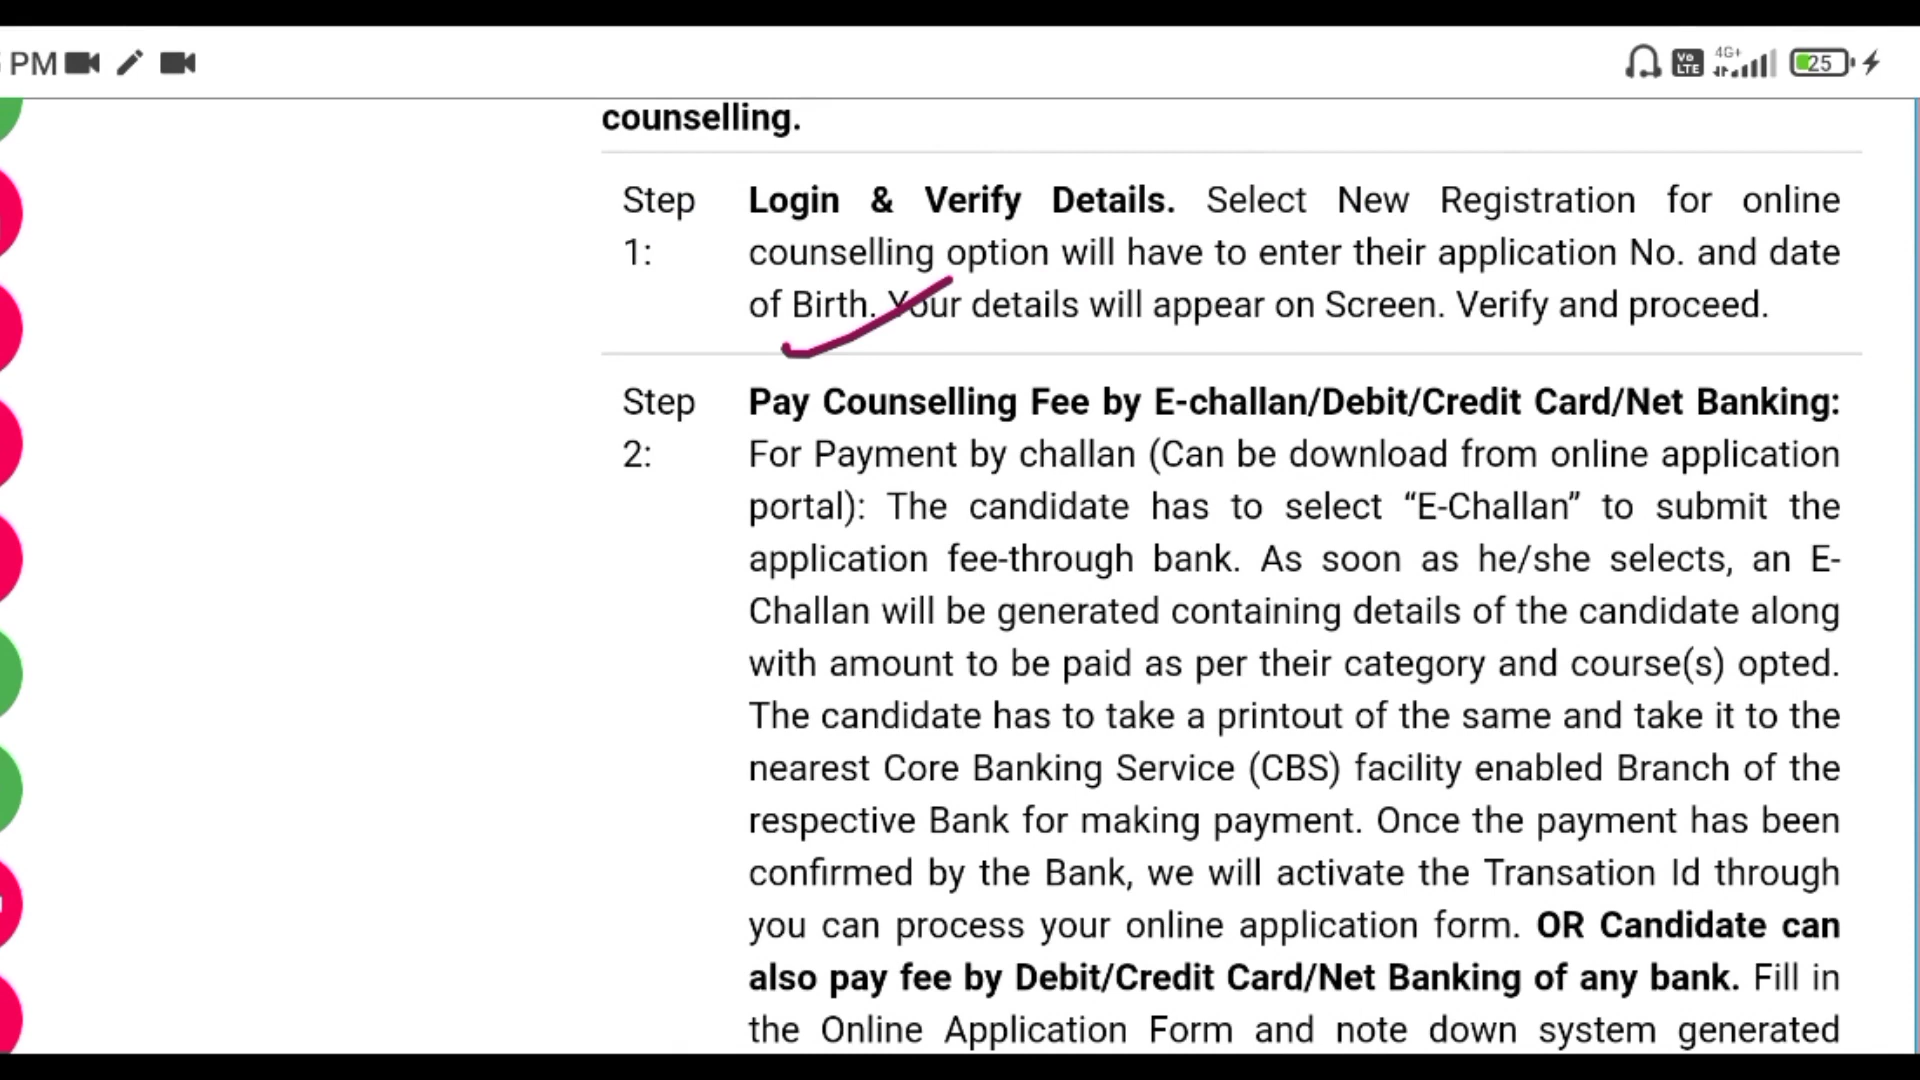 PM
Vo LTE
4G+
25
counselling.
Step Login & Verify Details. Select New Registration for online
1: counselling option will have to enter their application No. and date
of Birth. Your details will appear on Screen. Verify and proceed.
Step Pay Counselling Fee by E-challan/Debit/Credit Card/Net Banking:
2: For Payment by challan (Can be download from online application
portal): The candidate has to select “E-Challan” to submit the
application fee-through bank. As soon as he/she selects, an E-
Challan will be generated containing details of the candidate along
with amount to be paid as per their category and course(s) opted.
The candidate has to take a printout of the same and take it to the
nearest Core Banking Service (CBS) facility enabled Branch of the
respective Bank for making payment. Once the payment has been
confirmed by the Bank, we will activate the Transation Id through
you can process your online application form. OR Candidate can
also pay fee by Debit/Credit Card/Net Banking of any bank. Fill in
the Online Application Form and note down system generated